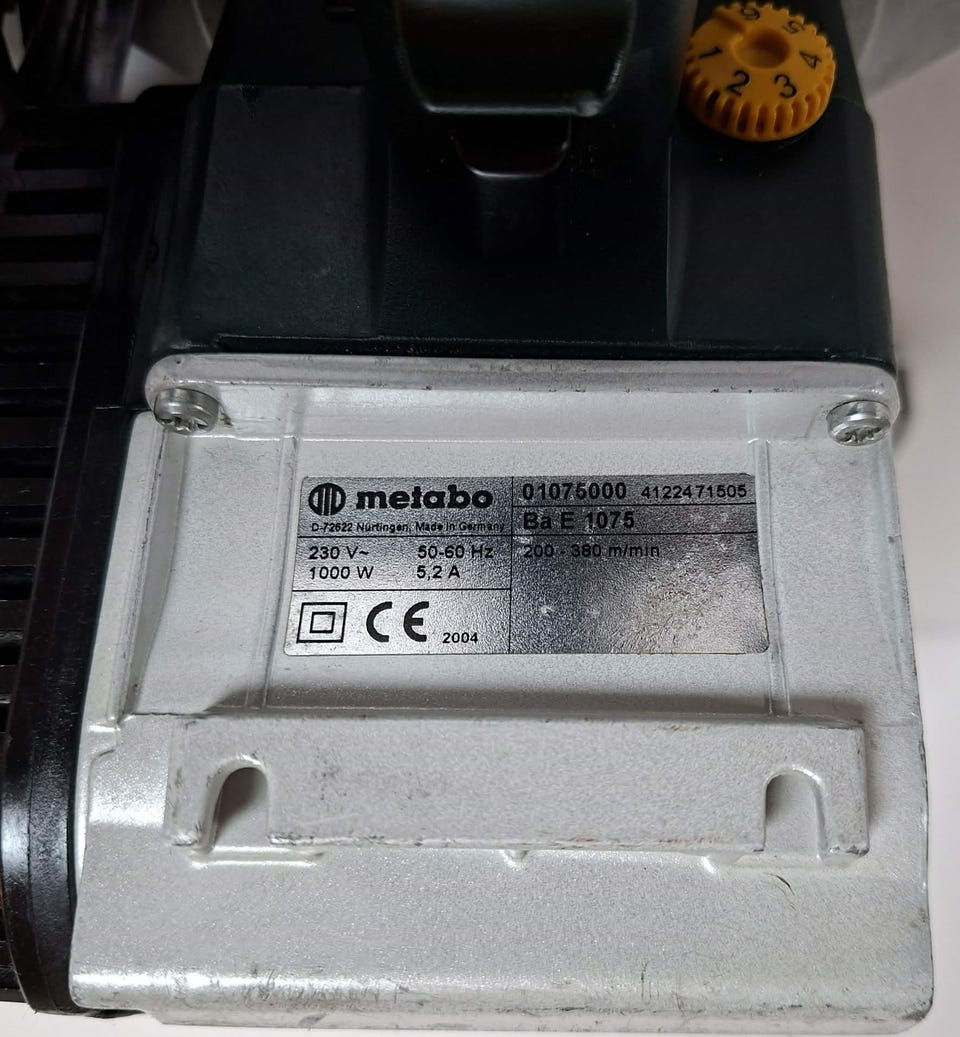 6 5
1 4
2 3
metabo
D-72622 Nürtingen, Made in Germany
01075000 4122471505
Ba E 1075
230 V~ 50-60 Hz
1000 W 5,2 A
200 - 380 m/min
CE 2004